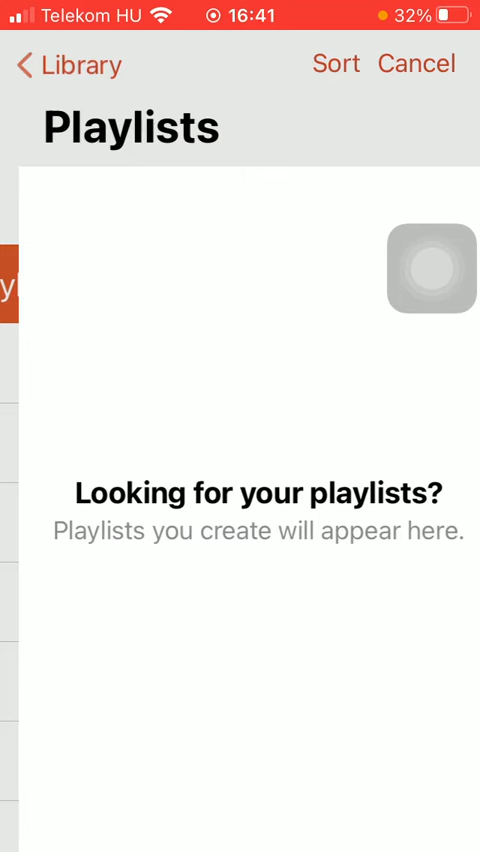 Telekom HU 16:41 32%
Library Sort Cancel
Playlists
yl
Looking for your playlists?
Playlists you create will appear here.